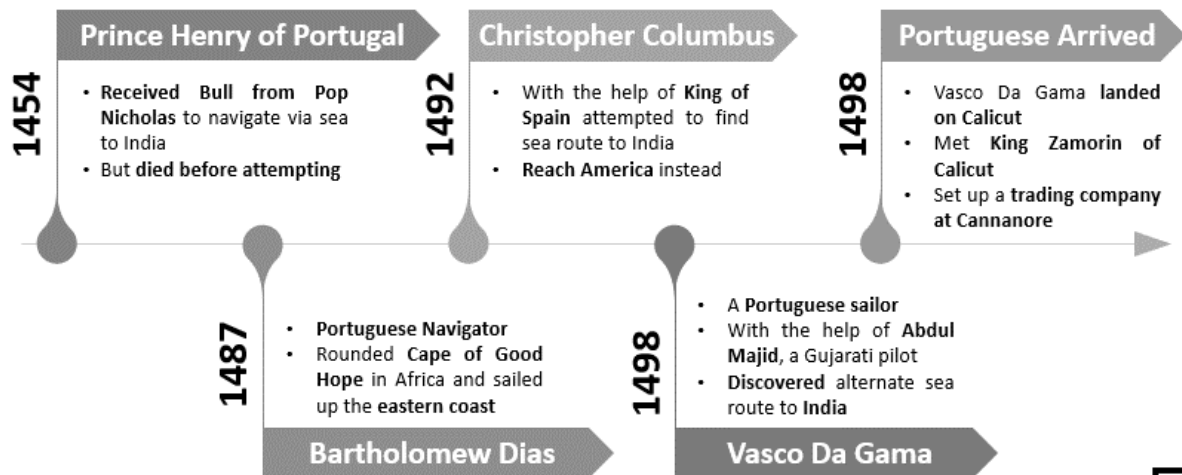 Prince Henry of Portugal
1454
• Received Bull from Pop
Nicholas to navigate via sea
to India
• But died before attempting
Christopher Columbus
1492
• With the help of King of
Spain attempted to find
sea route to India
• Reach America instead
Portuguese Arrived
1498
• Vasco Da Gama landed
on Calicut
• Met King Zamorin of
Calicut
• Set up a trading company
at Cannanore
1487
• Portuguese Navigator
• Rounded Cape of Good
Hope in Africa and sailed
up the eastern coast
Bartholomew Dias
1498
• A Portuguese sailor
• With the help of Abdul
Majid, a Gujarati pilot
• Discovered alternate sea
route to India
Vasco Da Gama